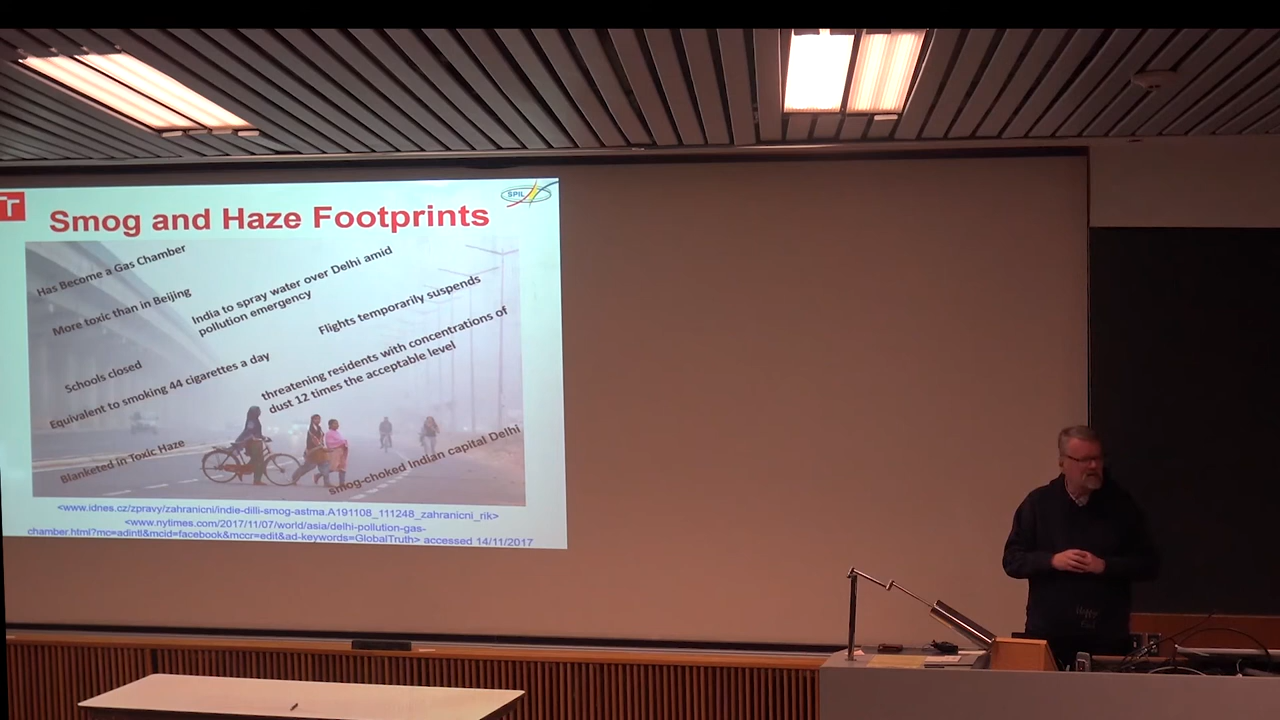 T
SPIL
Smog and Haze Footprints
Has Become a Gas Chamber
More toxic than in Beijing
India to spray water over Delhi amid
pollution emergency
Flights temporarily suspends
Schools closed
Equivalent to smoking 44 cigarettes a day
threatening residents with concentrations of
dust 12 times the acceptable level
Blanketed in Toxic Haze
smog-choked Indian capital Delhi
<www.idnes.cz/zpravy/zahranicni/indie-dilli-smog-astma.A191108_111248_zahranicni_rik>
<www.nytimes.com/2017/11/07/world/asia/delhi-pollution-gas-
chamber.html?mc=adintl&mcid=facebook&mccr=edit&ad-keywords=GlobalTruth> accessed 14/11/2017